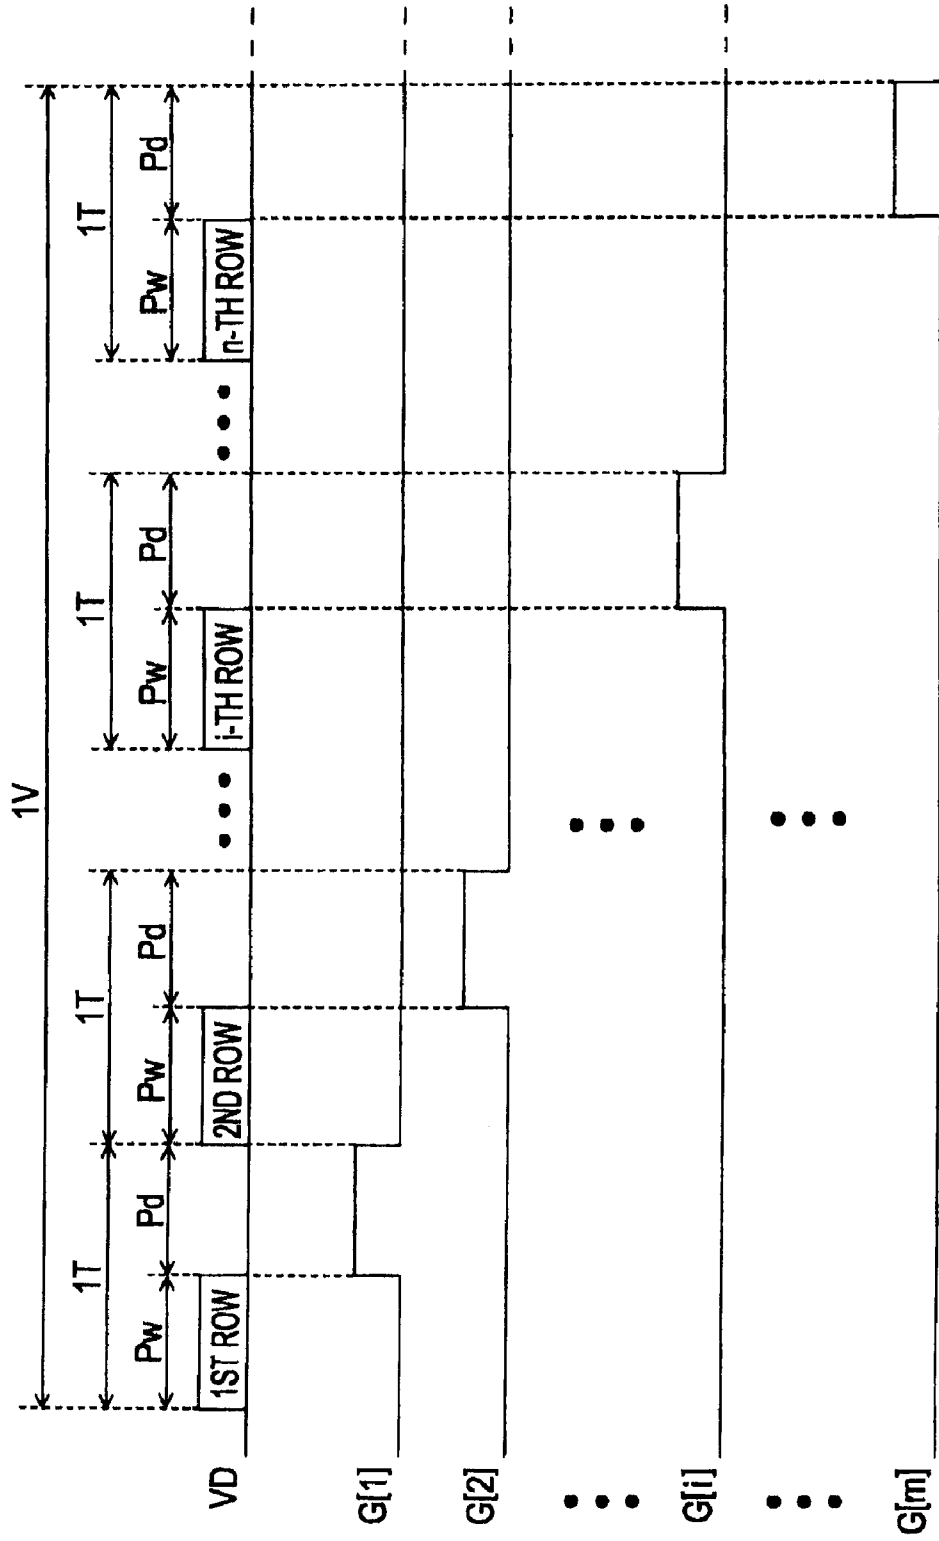 1V
1T 1T 1T 1T
Pw Pd Pw Pd Pw Pd Pw Pd
VD 1ST ROW 2ND ROW i-TH ROW n-TH ROW
G[1]
G[2]
G[i]
G[m]